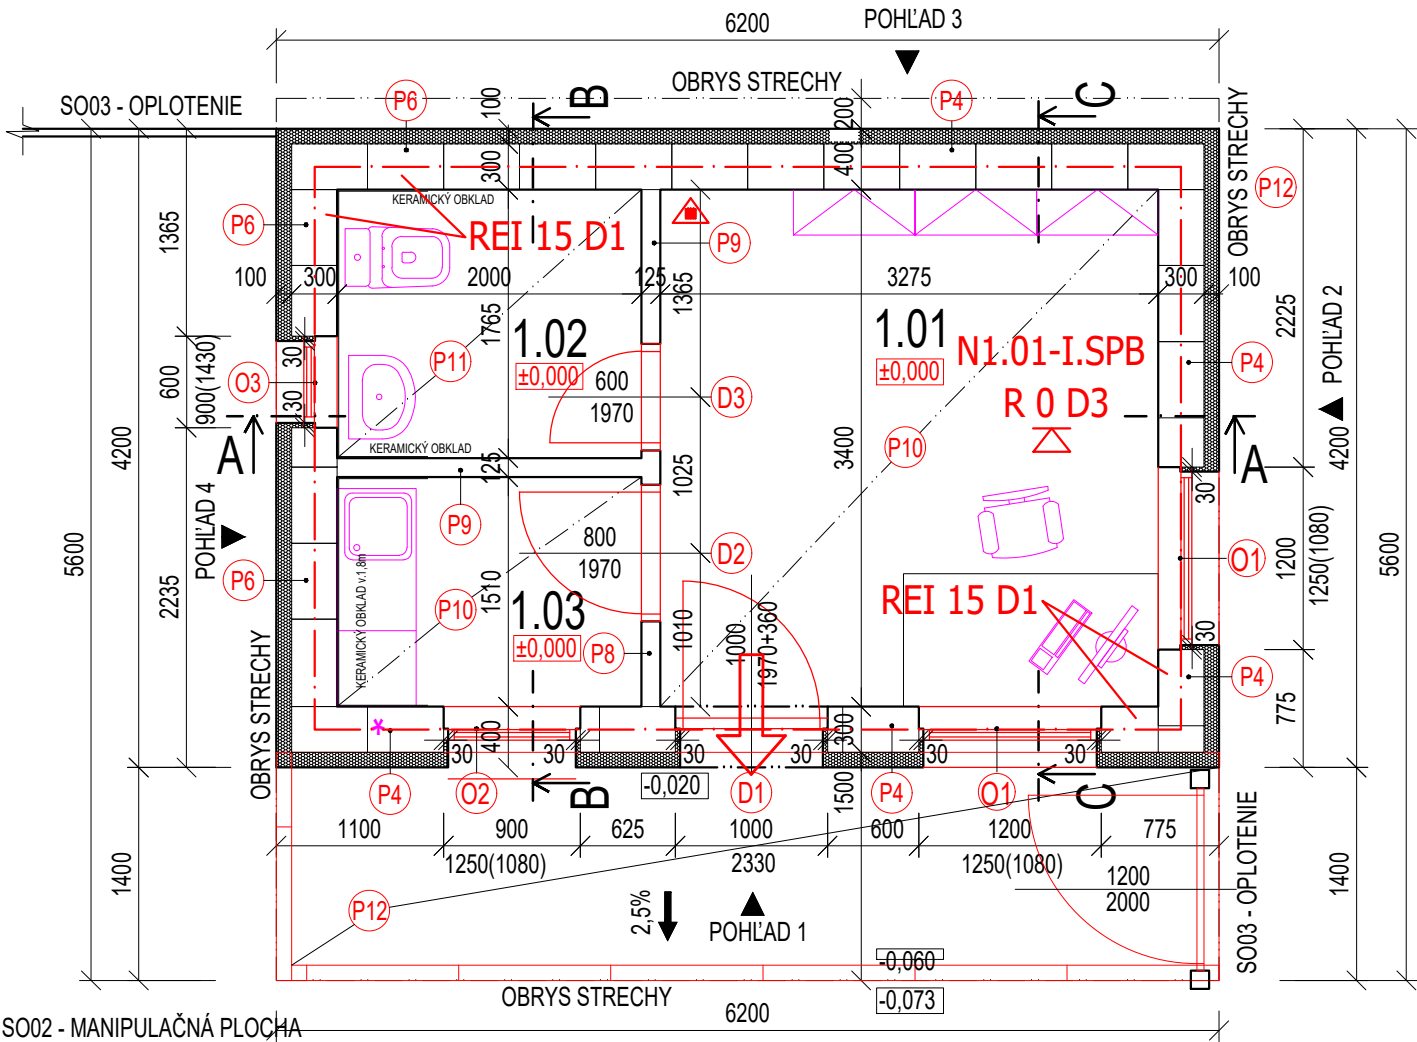 6200
POHĽAD 3
OBRYS STRECHY
SO03 - OPLOTENIE
P6
100
B
P4
200
C
OBRYS STRECHY
P12
300
400
KERAMICKÝ OBKLAD
REI 15 D1
P6
P9
1365
100
300
2000
125
1365
3275
300
100
2225
POHĽAD 2
1765
1.02
±0,000
1.01
±0,000
N1.01-I.SPB
R 0 D3
30
O3
600
900(1430)
30
P11
600
1970
D3
P4
A
KERAMICKÝ OBKLAD
125
1025
3400
P10
A
4200
4200
5600
5600
POHĽAD 4
P9
30
P6
2235
800
1970
D2
O1
1200
1250(1080)
KERAMICKÝ OBKLAD v.1,8m
P10
1510
1.03
±0,000
P8
1010
1000
1970+360
REI 15 D1
30
P4
775
OBRYS STRECHY
400
300
30
30
30
30
30
30
P4
O2
B
-0,020
D1
1500
P4
O1
C
1100
900
1250(1080)
625
1000
2330
600
1200
1250(1080)
775
1400
1400
P12
2,5%
POHĽAD 1
1200
2000
SO03 - OPLOTENIE
-0,060
-0,073
OBRYS STRECHY
6200
SO02 - MANIPULAČNÁ PLOCHA